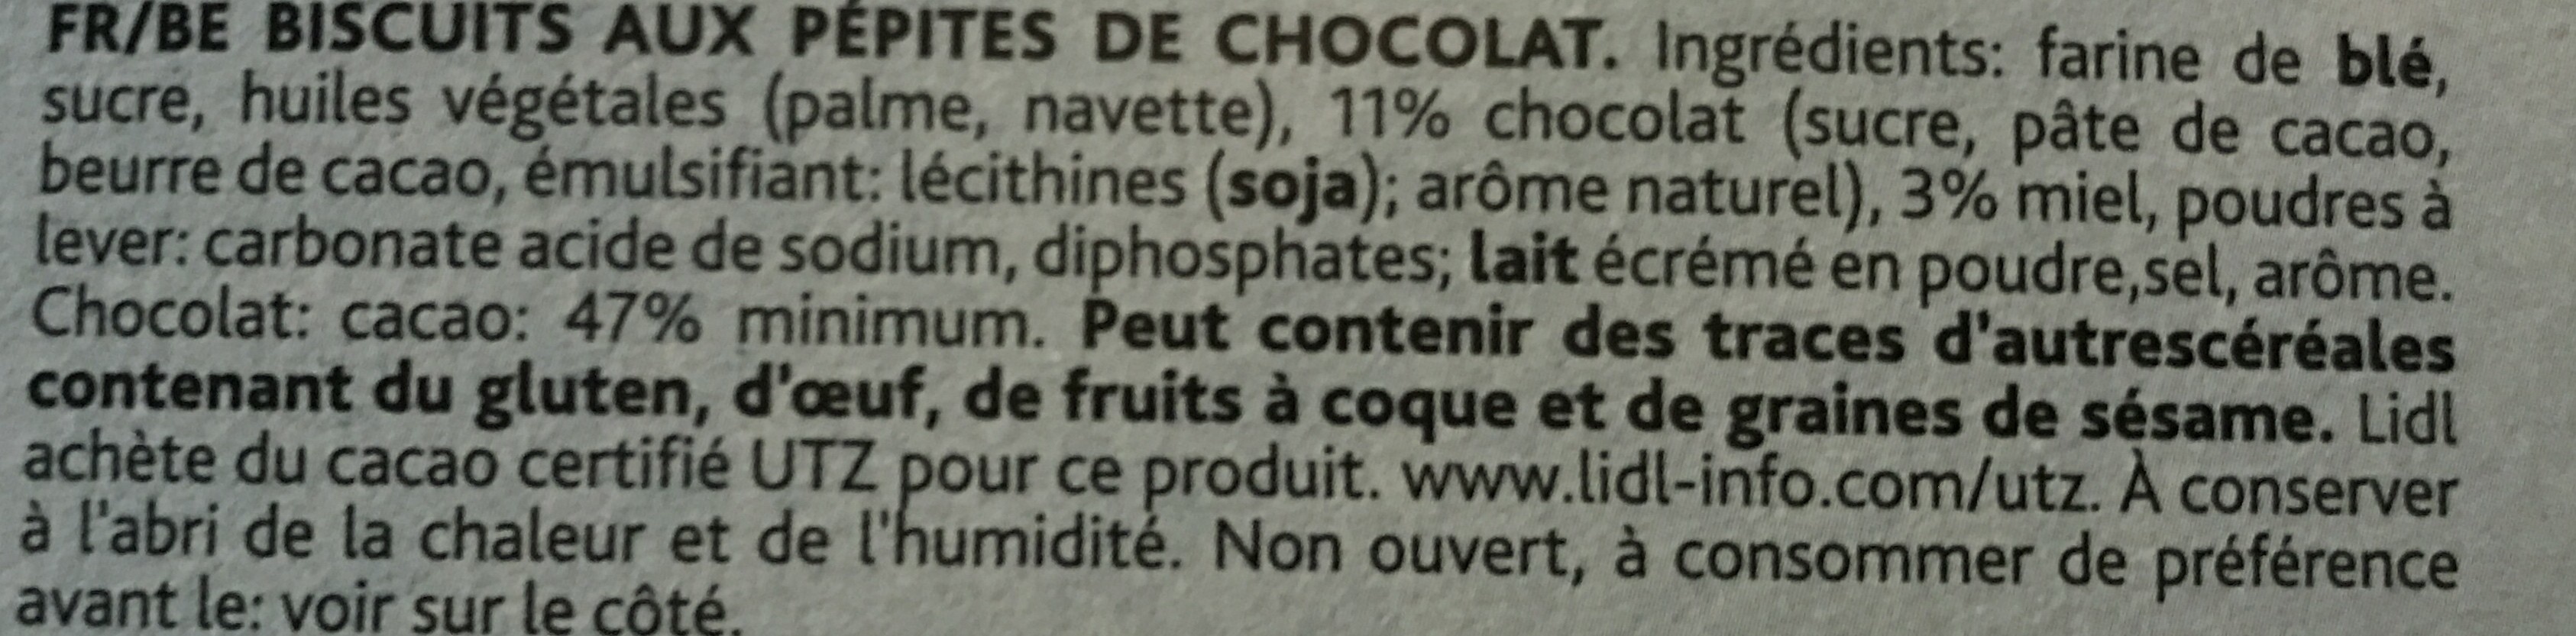 FR/BE BISCUITS AUX PÉPITES DE CHOCOLAT. Ingrédients: farine de blé,
sucre, huiles végétales (palme, navette), 11% chocolat (sucre, pâte de cacao,
beurre de cacao, émulsifiant: lécithines (soja); arôme naturel), 3% miel, poudres à
lever: carbonate acide de sodium, diphosphates; lait écrémé en poudre,sel, arôme.
Chocolat: cacao: 47% minimum. Peut contenir des traces d'autrescéréales
contenant du gluten, d'œuf, de fruits à coque et de graines de sésame. Lidl
achète du cacao certifié UTZ pour ce produit. www.lidl-info.com/utz. À conserver
à l'abri de la chaleur et de l'humidité. Non ouvert, à consommer de préférence
avant le: voir sur le côté.